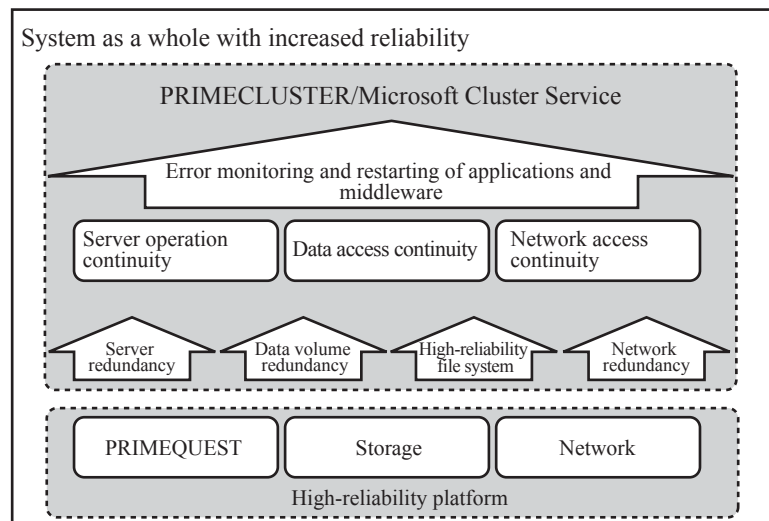 System as a whole with increased reliability
PRIMECLUSTER/Microsoft Cluster Service
Error monitoring and restarting of applications and
middleware
Server operation
continuity
Data access continuity
Network access
continuity
Server
redundancy
Data volume
redundancy
High-reliability
file system
Network
redundancy
PRIMEQUEST
Storage
Network
High-reliability platform